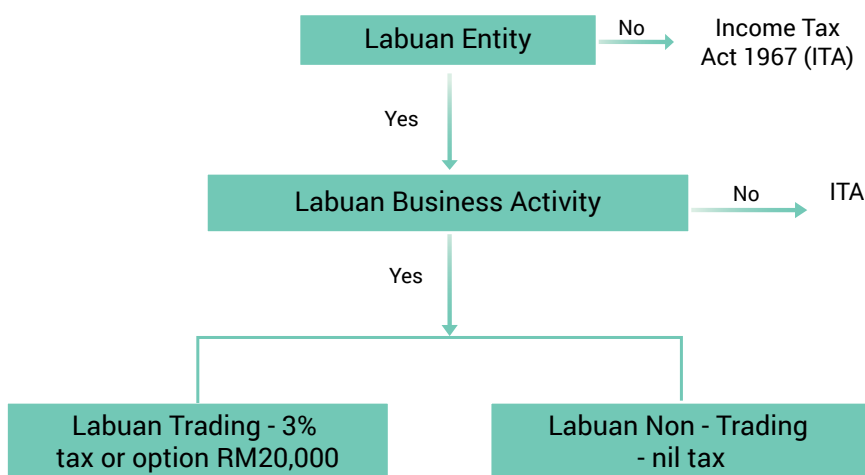 Labuan Entity
No
Income Tax
Act 1967 (ITA)
Yes
Labuan Business Activity
No
ITA
Yes
Labuan Trading - 3%
tax or option RM20,000
Labuan Non - Trading
- nil tax